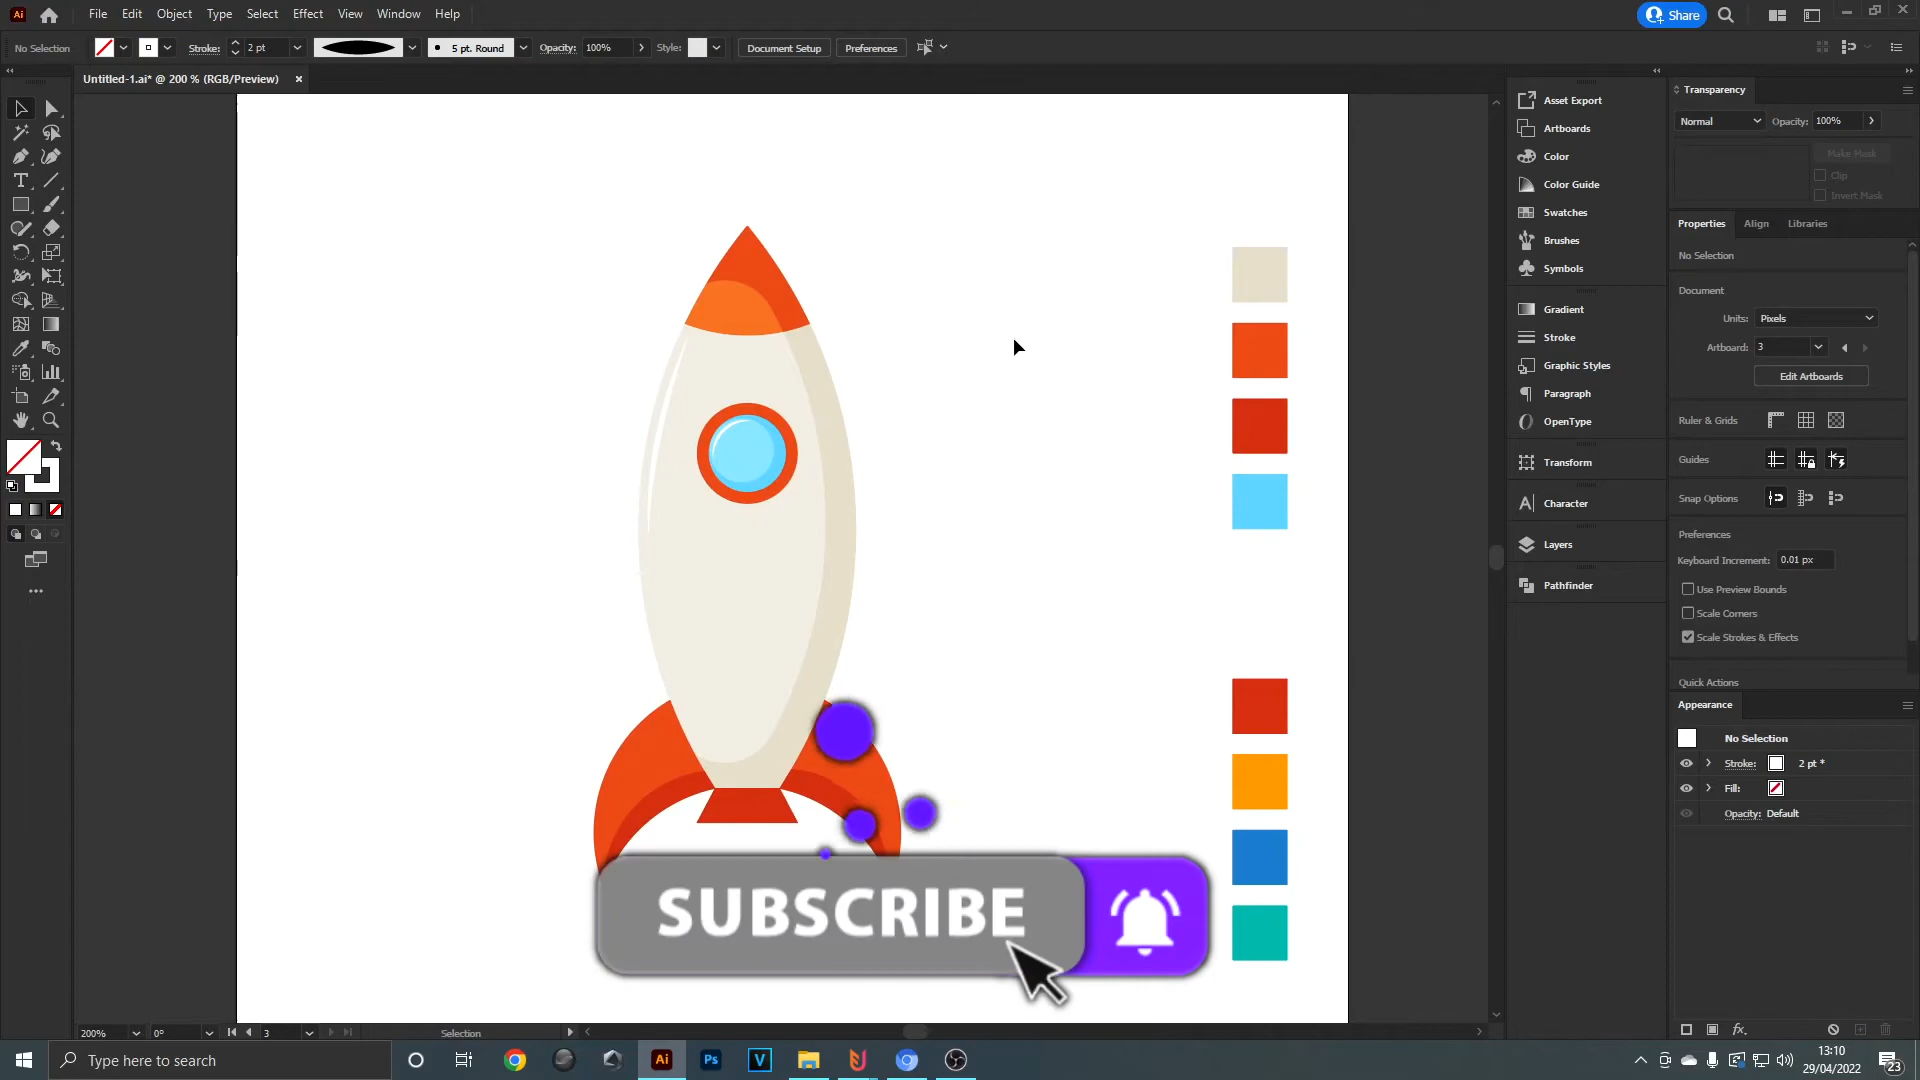 Ai File Edit Object Type Select Effect View Window Help Share
No Selection Stroke: 2 pt 5 pt. Round Opacity: 100% Style: Document Setup Preferences
Untitled-1.ai* @ 200 % (RGB/Preview) ×
Asset Export
Artboards
Color
Color Guide
Swatches
Brushes
Symbols
Gradient
Stroke
Graphic Styles
Paragraph
OpenType
Transform
Character
Layers
Pathfinder
Transparency
Normal Opacity: 100%
Make Mask
Clip
Invert Mask
Properties Align Libraries
No Selection
Document
Units: Pixels
Artboard: 3
Edit Artboards
Ruler & Grids
Guides
Snap Options
Preferences
Keyboard Increment: 0.01 px
Use Preview Bounds
Scale Corners
Scale Strokes & Effects
Quick Actions
Appearance
No Selection
Stroke: 2 pt *
Fill:
Opacity: Default
fx.
SUBSCRIBE
200% 0° 3 Selection
Type here to search
Ai Ps V
13:10
29/04/2022
23